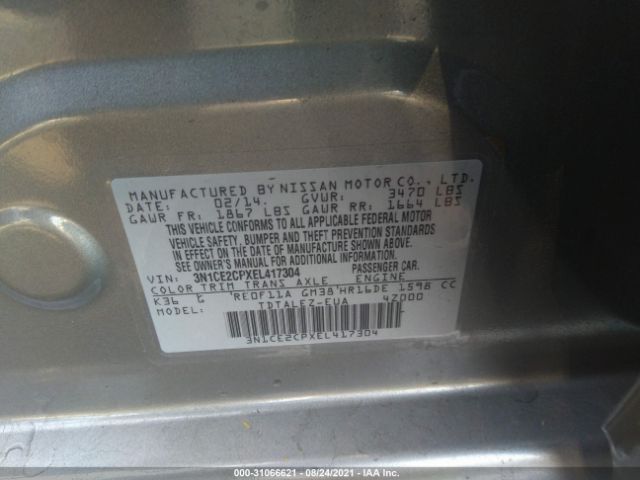 MANUFACTURED BY NISSAN MOTOR CO., LTD.
DATE: 02/14. GVWR: 3470 LBS
GAWR FR: 1867 LBS GAWR RR: 1664 LBS
THIS VEHICLE CONFORMS TO ALL APPLICABLE FEDERAL MOTOR
VEHICLE SAFETY, BUMPER AND THEFT PREVENTION STANDARDS
IN EFFECT ON THE DATE OF MANUFACTURE SHOWN ABOVE.
SEE OWNER'S MANUAL FOR ADDITIONAL INFORMATION.
VIN: 3N1CE2CPXEL417304 PASSENGER CAR.
COLOR TRIM TRANS AXLE ENGINE
K36 G RE0F11A GM38 HR16DE 1598 CC
MODEL: TDTALEZ-EUA 4Z000
3N1CE2CPXEL417304
000-31066621 - 08/24/2021 - IAA Inc.